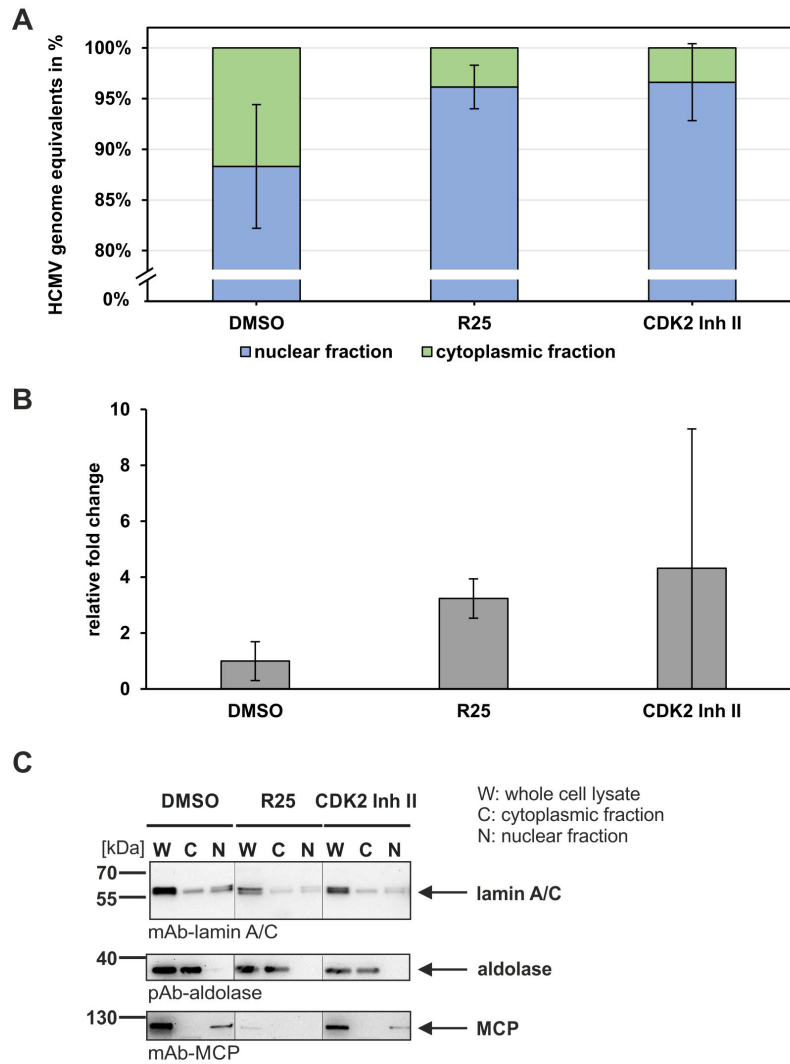 A
HCMV genome equivalents in %
100%
95%
90%
85%
80%
0%
DMSO R25 CDK2 Inh II
nuclear fraction cytoplasmic fraction
B
relative fold change
10
8
6
4
2
0
DMSO R25 CDK2 Inh II
C
DMSO R25 CDK2 Inh II
W: whole cell lysate
C: cytoplasmic fraction
N: nuclear fraction
[kDa] W C N W C N W C N
70
55
lamin A/C
mAb-lamin A/C
40
aldolase
pAb-aldolase
130
MCP
mAb-MCP